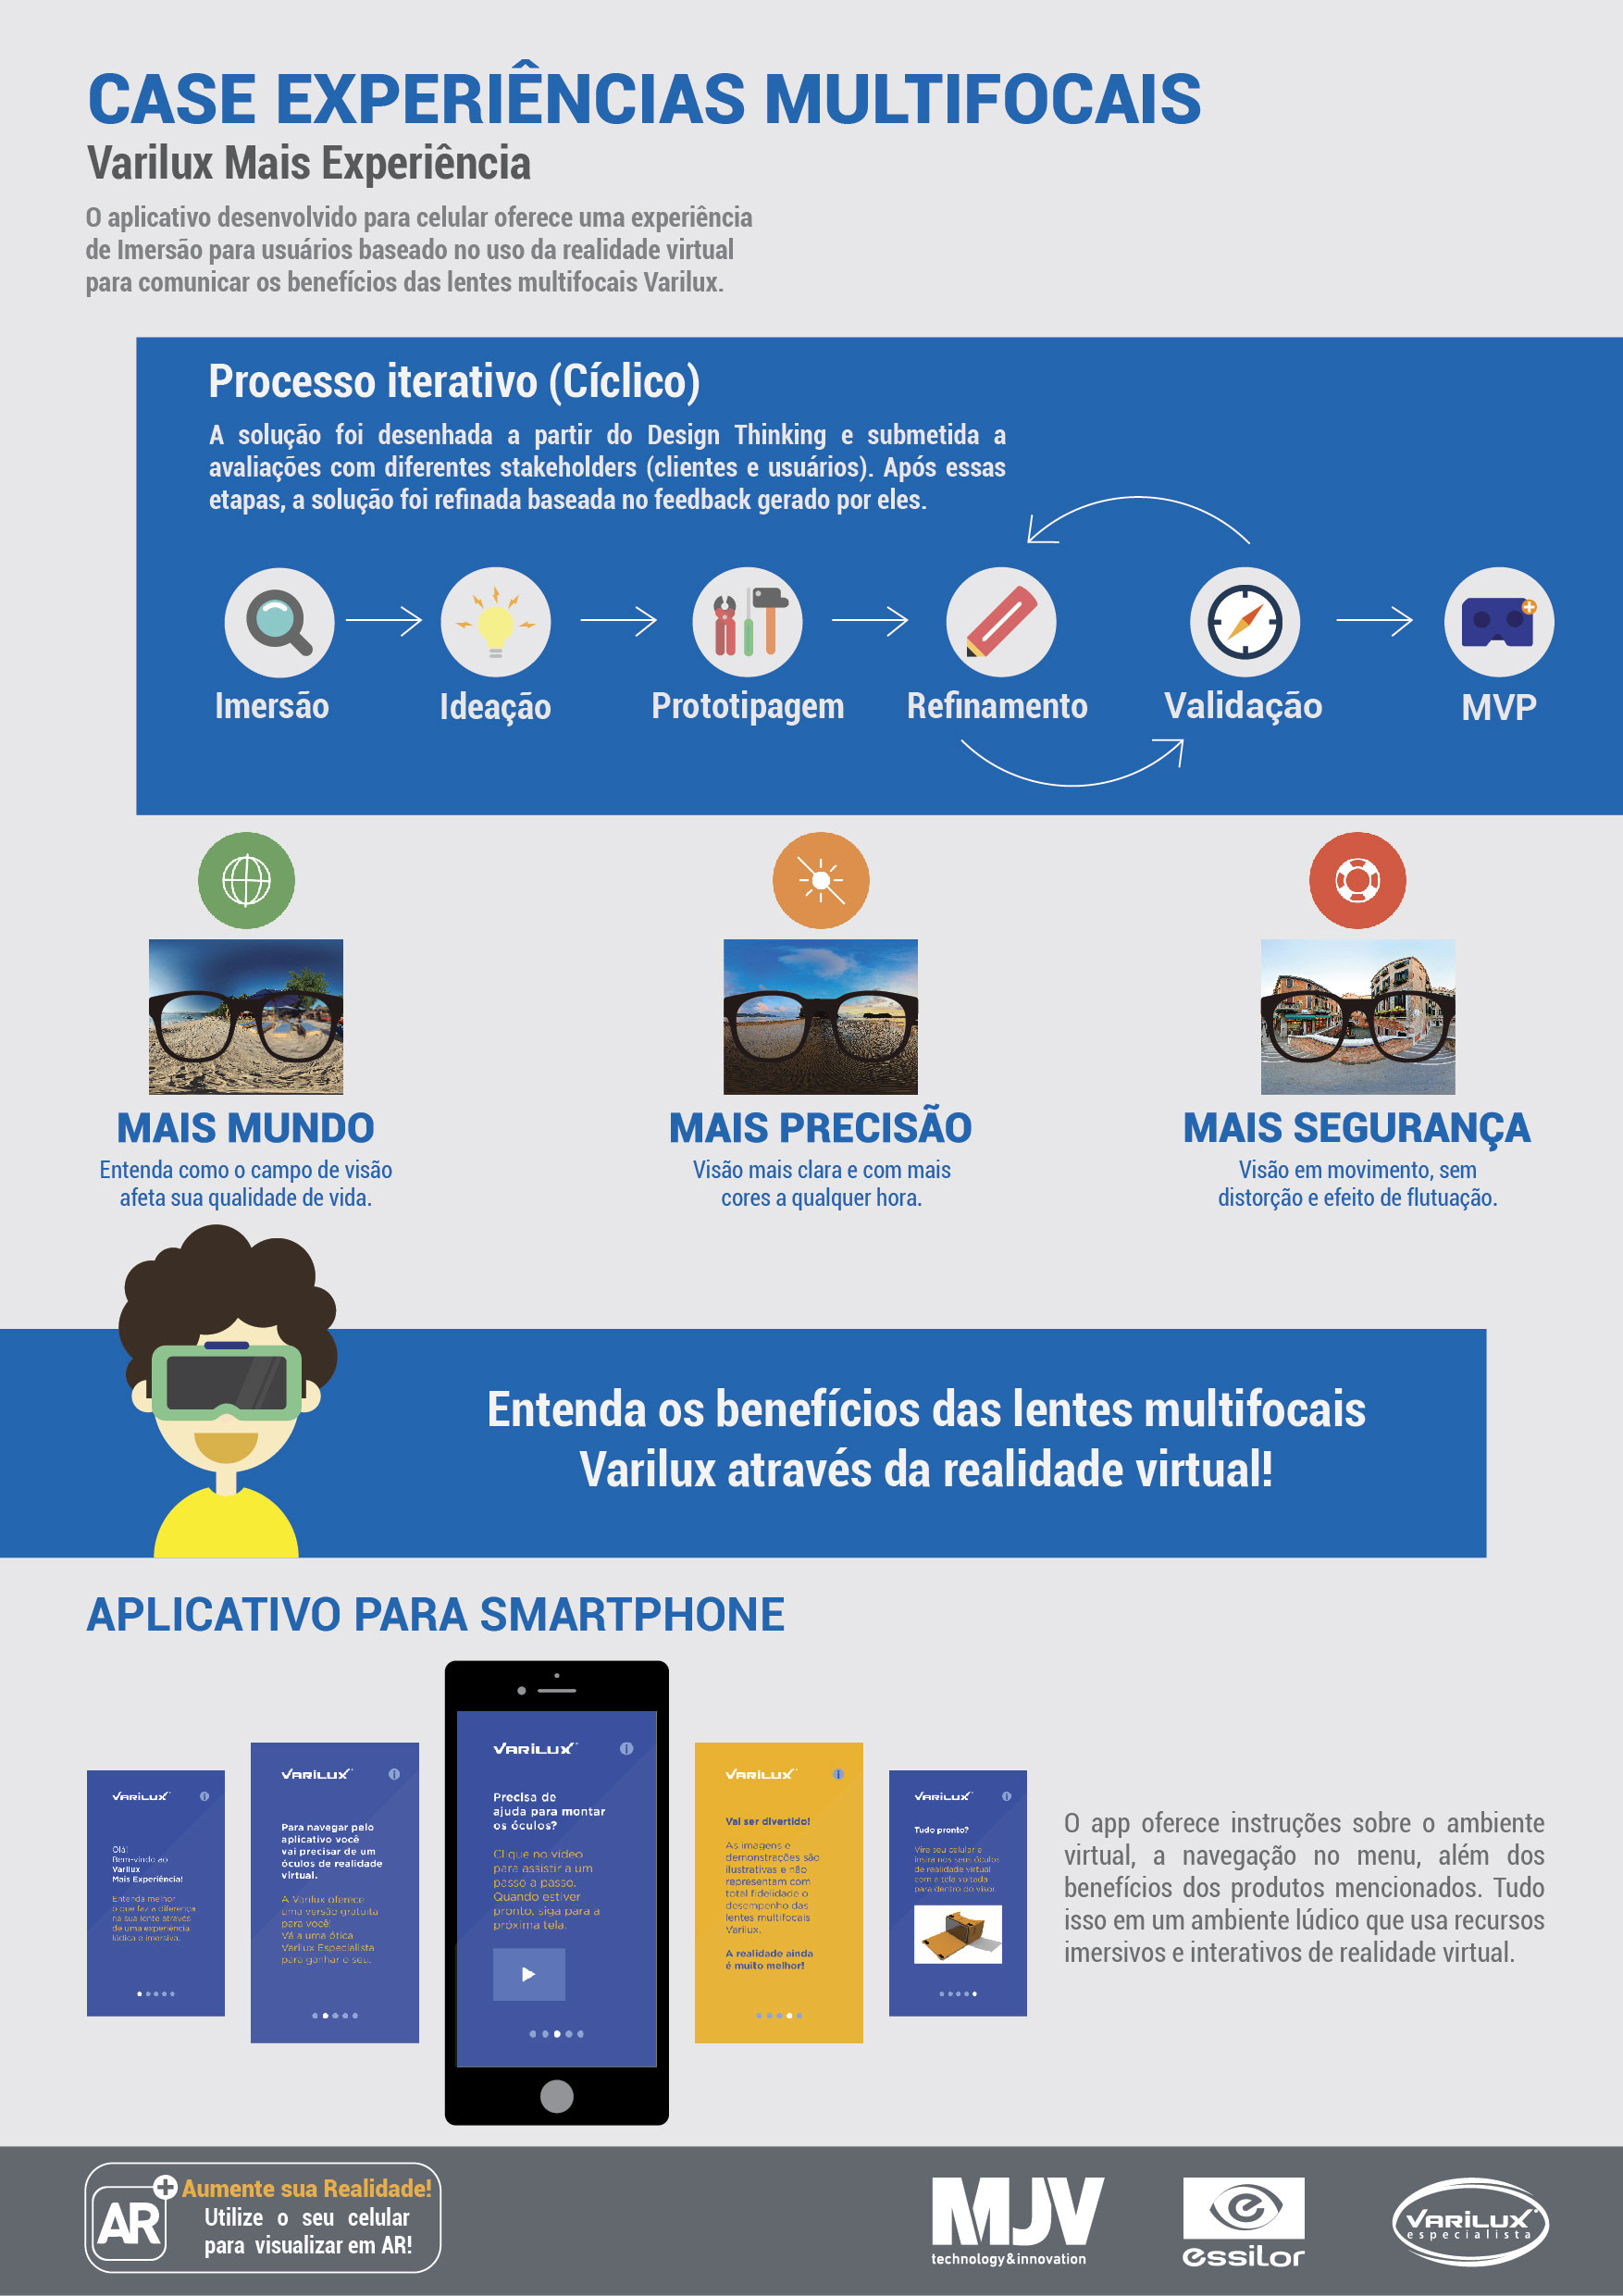 CASE EXPERIÊNCIAS MULTIFOCAIS
Varilux Mais Experiência
O aplicativo desenvolvido para celular oferece uma experiência
de Imersão para usuários baseado no uso da realidade virtual
para comunicar os benefícios das lentes multifocais Varilux.
Processo iterativo (Cíclico)
A solução foi desenhada a partir do Design Thinking e submetida a
avaliações com diferentes stakeholders (clientes e usuários). Após essas
etapas, a solução foi refinada baseada no feedback gerado por eles.
Imersão
Ideação
Prototipagem
Refinamento
Validação
MVP
MAIS MUNDO
Entenda como o campo de visão
afeta sua qualidade de vida.
MAIS PRECISÃO
Visão mais clara e com mais
cores a qualquer hora.
MAIS SEGURANÇA
Visão em movimento, sem
distorção e efeito de flutuação.
Entenda os benefícios das lentes multifocais
Varilux através da realidade virtual!
APLICATIVO PARA SMARTPHONE
VARILUX
Olá!
Bem-vindo ao
Varilux
Mais Experiência!
Entenda melhor
o que faz a diferença
na sua lente através
de uma experiência
lúdica e imersiva.
VARILUX
Para navegar pelo
aplicativo você
vai precisar de um
óculos de realidade
virtual.
A Varilux oferece
uma versão gratuita
para você!
Vá a uma ótica
Varilux Especialista
para ganhar o seu.
VARILUX
Precisa de
ajuda para montar
os óculos?
Clique no vídeo
para assistir a um
passo a passo.
Quando estiver
pronto, siga para a
próxima tela.
VARILUX
Vai ser divertido!
As imagens e
demonstrações são
ilustrativas e não
representam com
total fidelidade o
desempenho das
lentes multifocais
Varilux.
A realidade ainda
é muito melhor!
VARILUX
Tudo pronto?
Vire seu celular e
insira nos seus óculos
de realidade virtual
com a tela voltada
para dentro do visor.
O app oferece instruções sobre o ambiente
virtual, a navegação no menu, além dos
benefícios dos produtos mencionados. Tudo
isso em um ambiente lúdico que usa recursos
imersivos e interativos de realidade virtual.
AR
Aumente sua Realidade!
Utilize o seu celular
para visualizar em AR!
MJV
technology&innovation
essilor
VARILUX
especialista